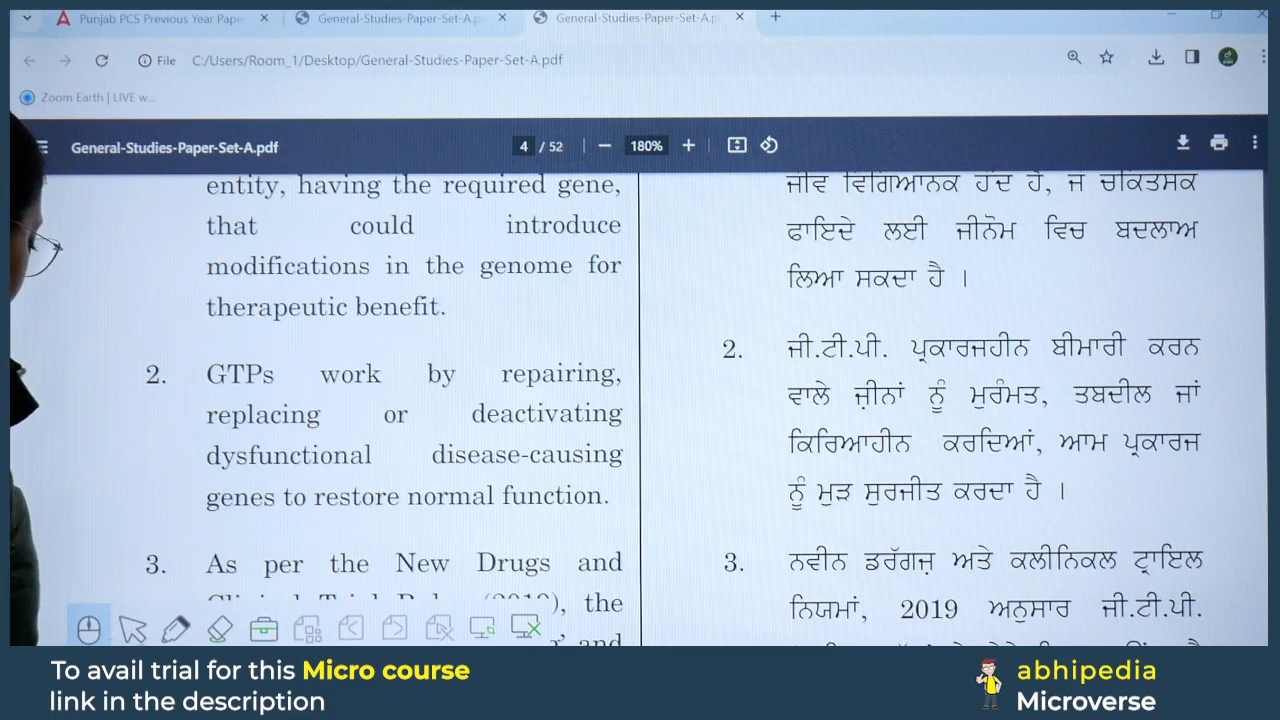 Punjab PCS Previous Year Pape
General-Studies-Paper-Set-A.p
General-Studies-Paper-Set-A.p
File C:/Users/Room_1/Desktop/General-Studies-Paper-Set-A.pdf
Zoom Earth | LIVE w...
General-Studies-Paper-Set-A.pdf
4 / 52
180%
entity, having the required gene,
that could introduce
modifications in the genome for
therapeutic benefit.
2. GTPs work by repairing,
replacing or deactivating
dysfunctional disease-causing
genes to restore normal function.
3. As per the New Drugs and
the
and
ਜੀਵ ਵਿਗਿਆਨਕ ਹੋਂਦ ਹੈ, ਜੋ ਚਿਕਿਤਸਕ
ਫਾਇਦੇ ਲਈ ਜੀਨੋਮ ਵਿਚ ਬਦਲਾਅ
ਲਿਆ ਸਕਦਾ ਹੈ ।
2. ਜੀ.ਟੀ.ਪੀ. ਪ੍ਰਕਾਰਜਹੀਨ ਬੀਮਾਰੀ ਕਰਨ
ਵਾਲੇ ਜ਼ੀਨਾਂ ਨੂੰ ਮੁਰੰਮਤ, ਤਬਦੀਲ ਜਾਂ
ਕਿਰਿਆਹੀਨ ਕਰਦਿਆਂ, ਆਮ ਪ੍ਰਕਾਰਜ
ਨੂੰ ਮੁੜ ਸੁਰਜੀਤ ਕਰਦਾ ਹੈ ।
3. ਨਵੀਨ ਡਰੱਗਜ਼ ਅਤੇ ਕਲੀਨਿਕਲ ਟ੍ਰਾਇਲ
ਨਿਯਮਾਂ, 2019 ਅਨੁਸਾਰ ਜੀ.ਟੀ.ਪੀ.
To avail trial for this Micro course
link in the description
abhipedia
Microverse